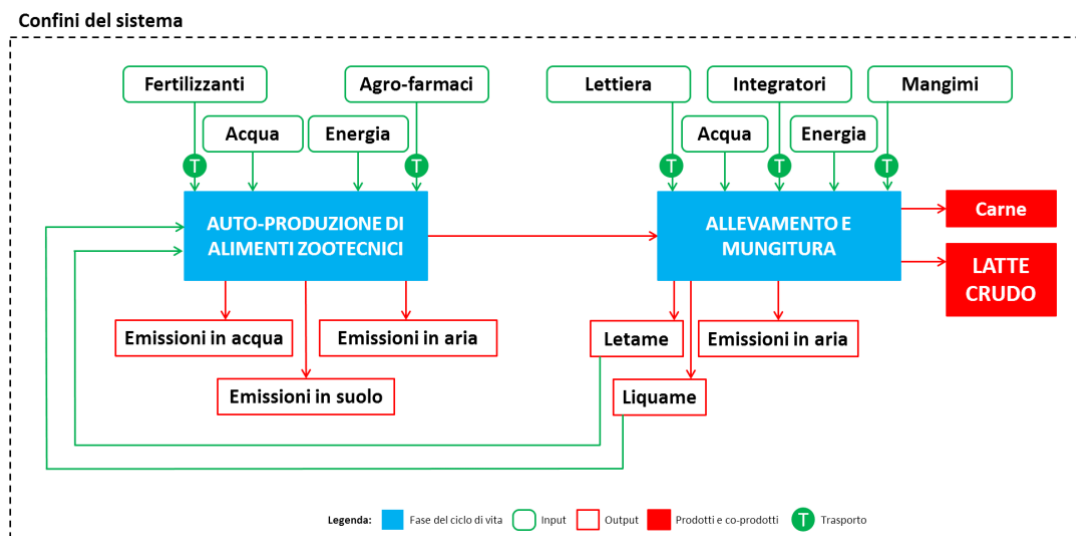 Confini del sistema
Fertilizzanti
Agro-farmaci
Lettiera
Integratori
Mangimi
Acqua
Energia
Acqua
Energia
T
T
T
T
T
AUTO-PRODUZIONE DI
ALIMENTI ZOOTECNICI
ALLEVAMENTO E
MUNGITURA
Carne
LATTE
CRUDO
Emissioni in acqua
Emissioni in aria
Letame
Emissioni in aria
Emissioni in suolo
Liquame
Legenda:
Fase del ciclo di vita
Input
Output
Prodotti e co-prodotti
T
Trasporto